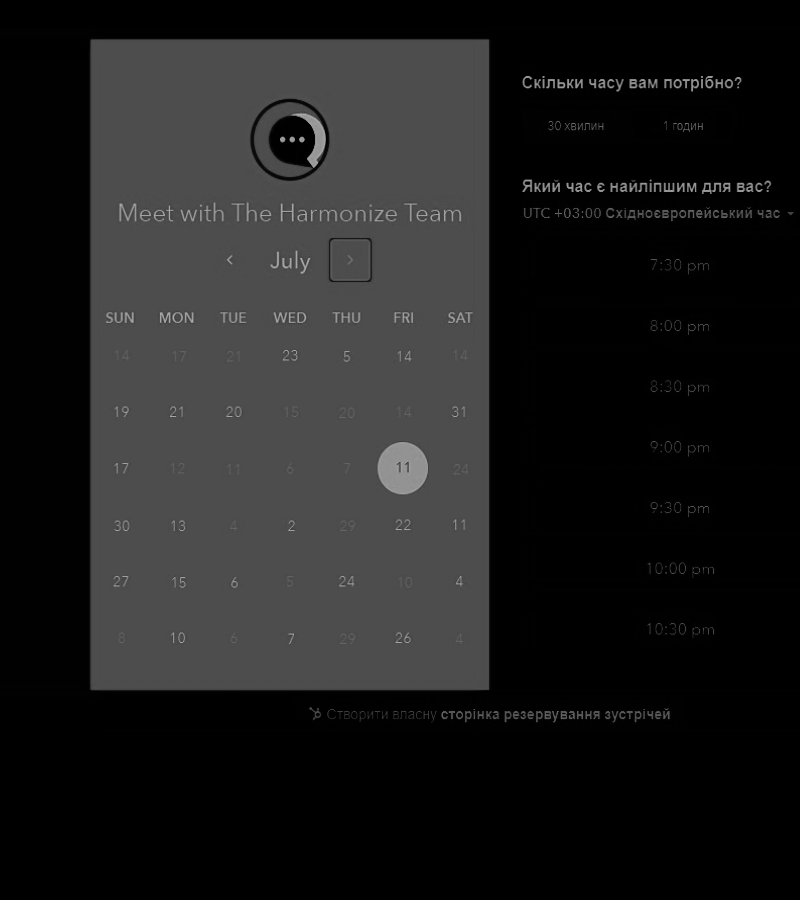 Meet with The Harmonize Team
July
SUN MON TUE WED THU FRI SAT
14 17 21 23 5 14 14
19 21 20 15 20 14 31
17 12 11 6 7 11 24
30 13 4 2 29 22 11
27 15 6 5 24 10 4
8 10 6 7 29 26 4
Скільки часу вам потрібно?
30 хвилин 1 годин
Який час є найліпшим для вас?
UTC +03:00 Східноєвропейський час
7:30 pm
8:00 pm
8:30 pm
9:00 pm
9:30 pm
10:00 pm
10:30 pm
Створити власну сторінка резервування зустрічей